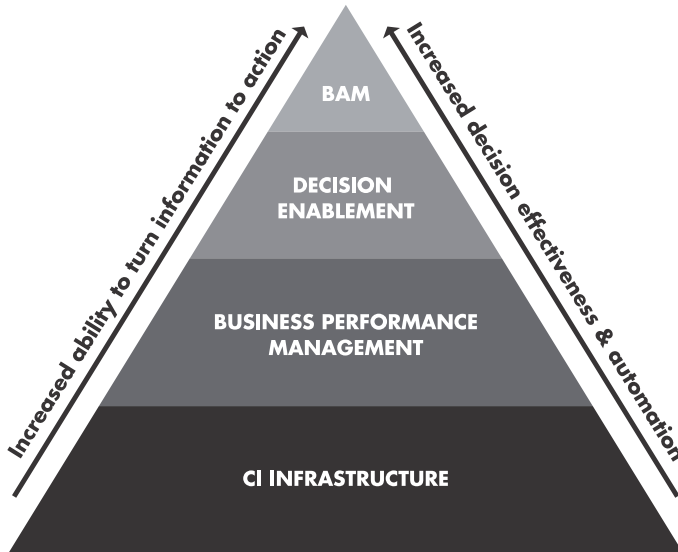 Increased ability to turn information to action
Increased decision effectiveness & automation
BAM
DECISION
ENABLEMENT
BUSINESS PERFORMANCE
MANAGEMENT
CI INFRASTRUCTURE